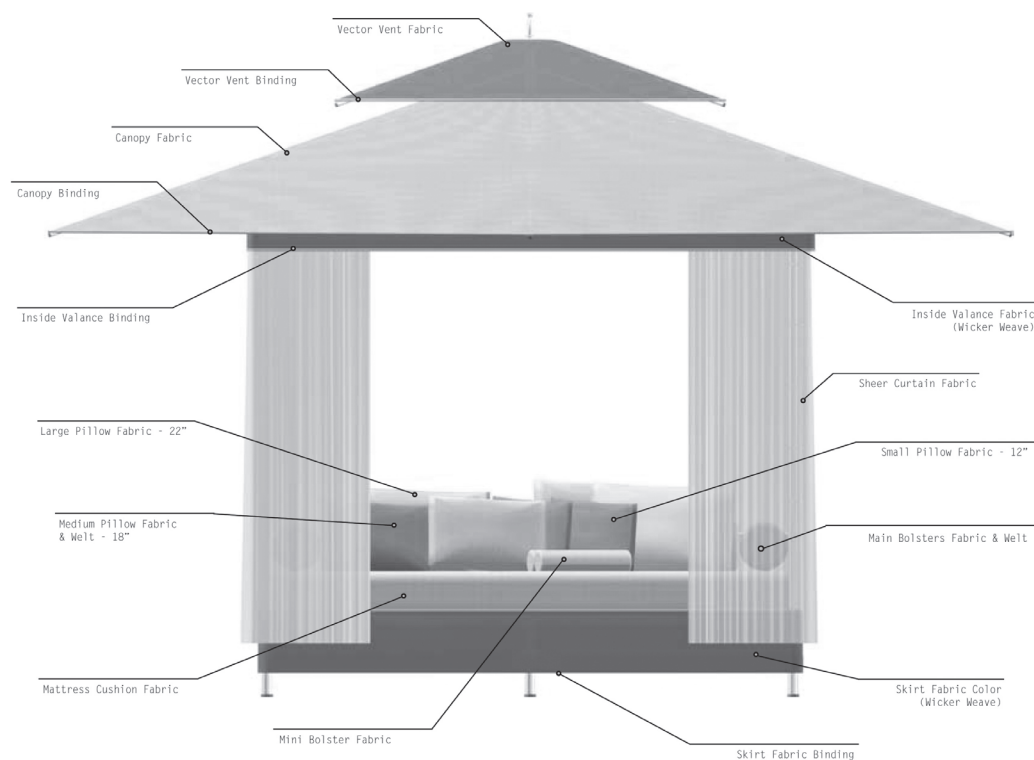 Vector Vent Fabric
Vector Vent Binding
Canopy Fabric
Canopy Binding
Inside Valance Binding
Inside Valance Fabric
(Wicker Weave)
Sheer Curtain Fabric
Large Pillow Fabric - 22”
Small Pillow Fabric - 12”
Medium Pillow Fabric
& Welt - 18”
Main Bolsters Fabric & Welt
Mattress Cushion Fabric
Skirt Fabric Color
(Wicker Weave)
Mini Bolster Fabric
Skirt Fabric Binding